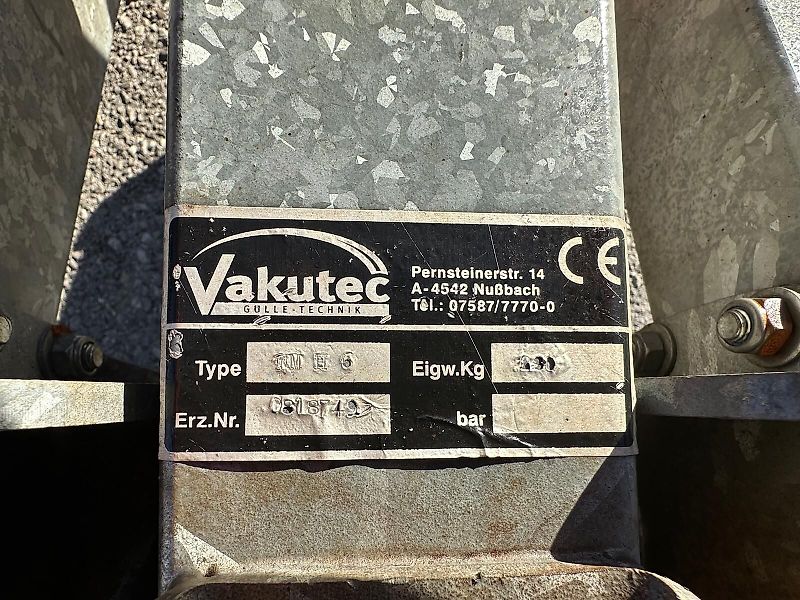 Vakutec
GÜLLE-TECHNIK
Pernsteinerstr. 14
A-4542 Nußbach
Tel.: 07587/7770-0
CE
Type
Eigw.Kg
Erz.Nr.
bar